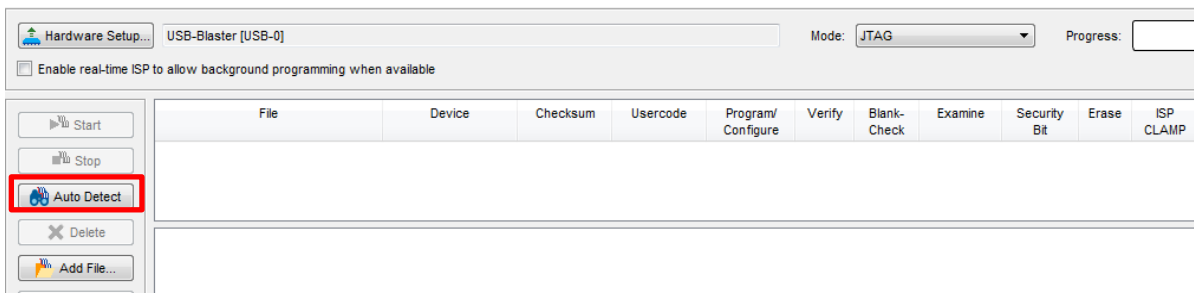 Hardware Setup... USB-Blaster [USB-0] Mode: JTAG Progress:
Enable real-time ISP to allow background programming when available
File Device Checksum Usercode Program/ Configure Verify Blank- Check Examine Security Bit Erase ISP CLAMP
Start
Stop
Auto Detect
Delete
Add File...